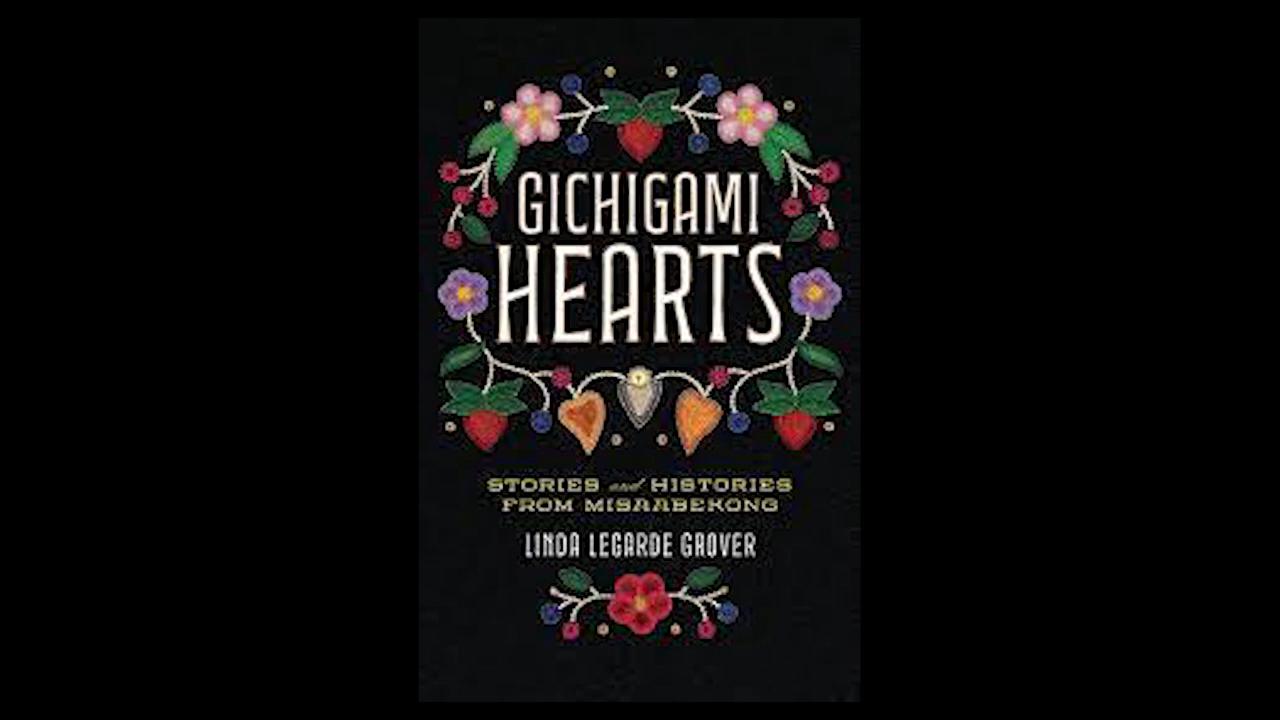 GICHIGAMI
HEARTS
STORIES and HISTORIES
FROM MISAABEKONG
LINDA LEGARDE GROVER